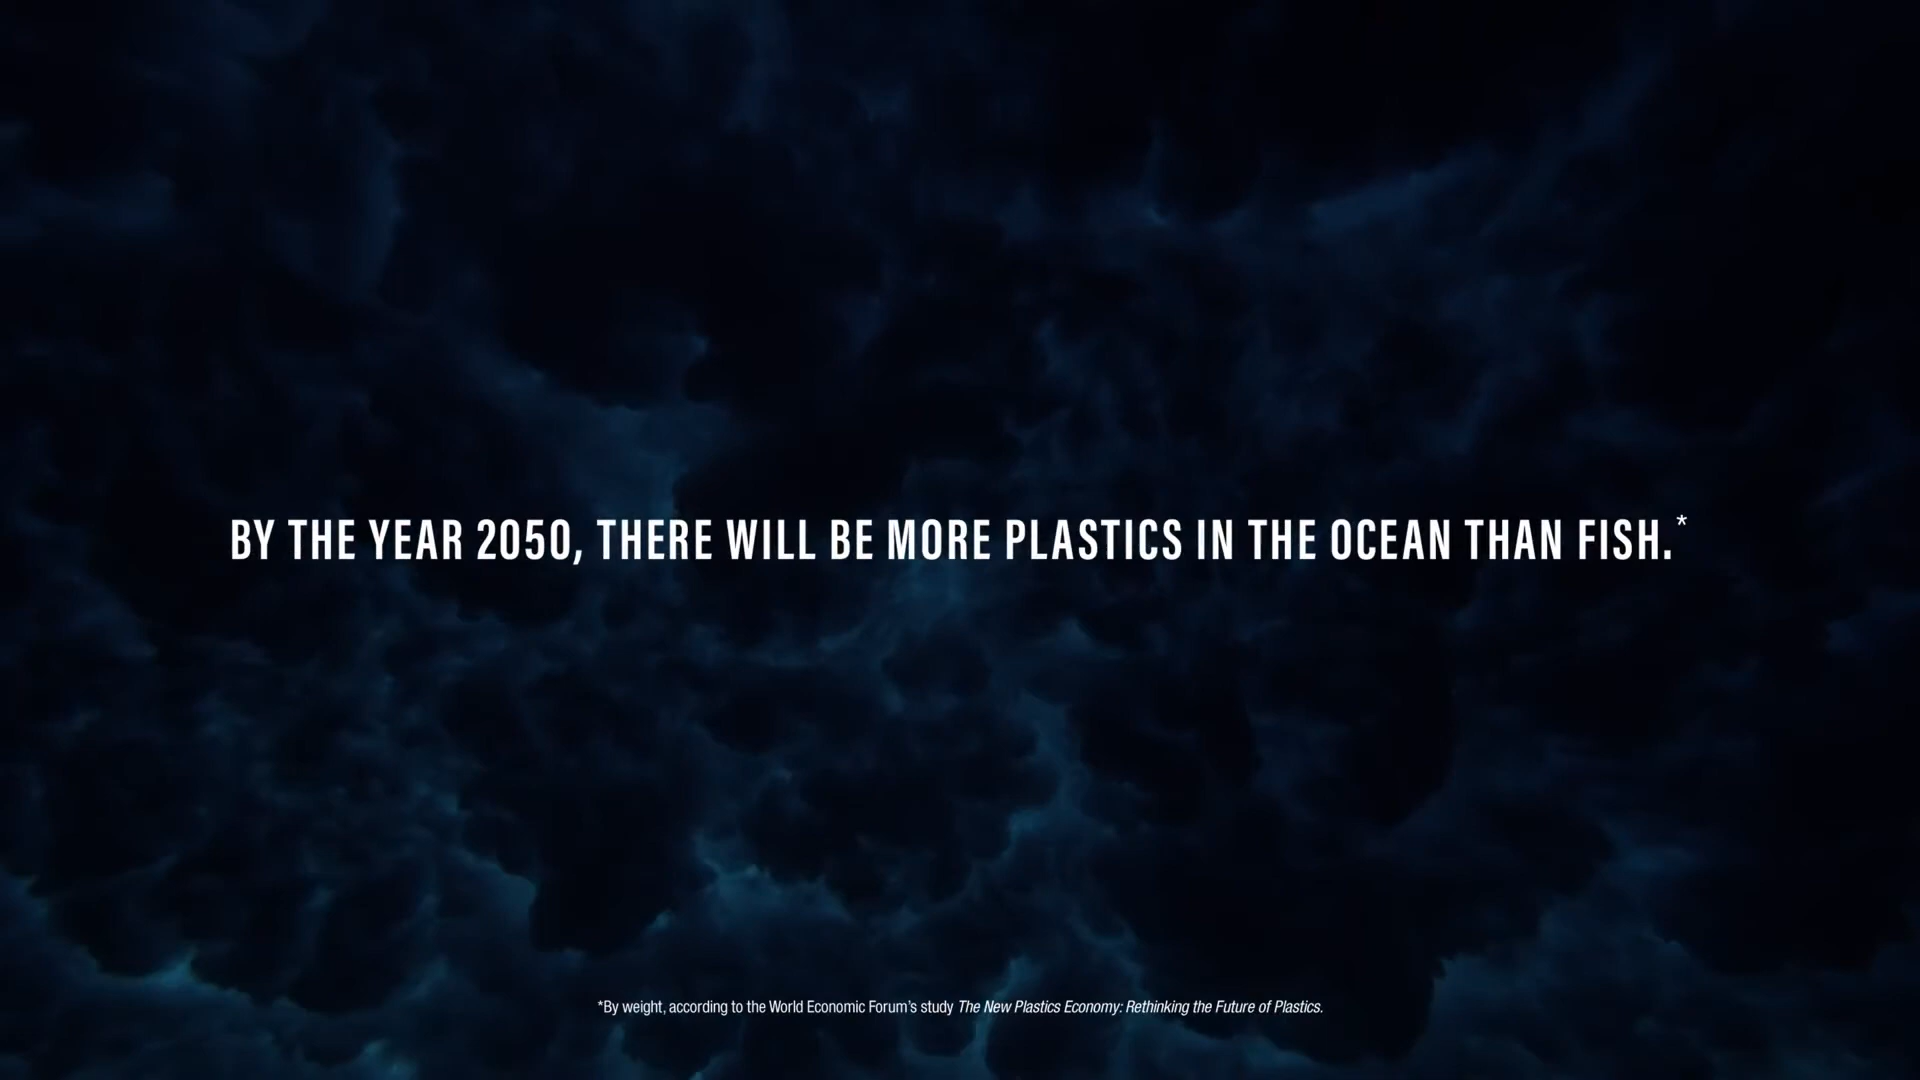 BY THE YEAR 2050, THERE WILL BE MORE PLASTICS IN THE OCEAN THAN FISH.*
*By weight, according to the World Economic Forum's study The New Plastics Economy: Rethinking the Future of Plastics.